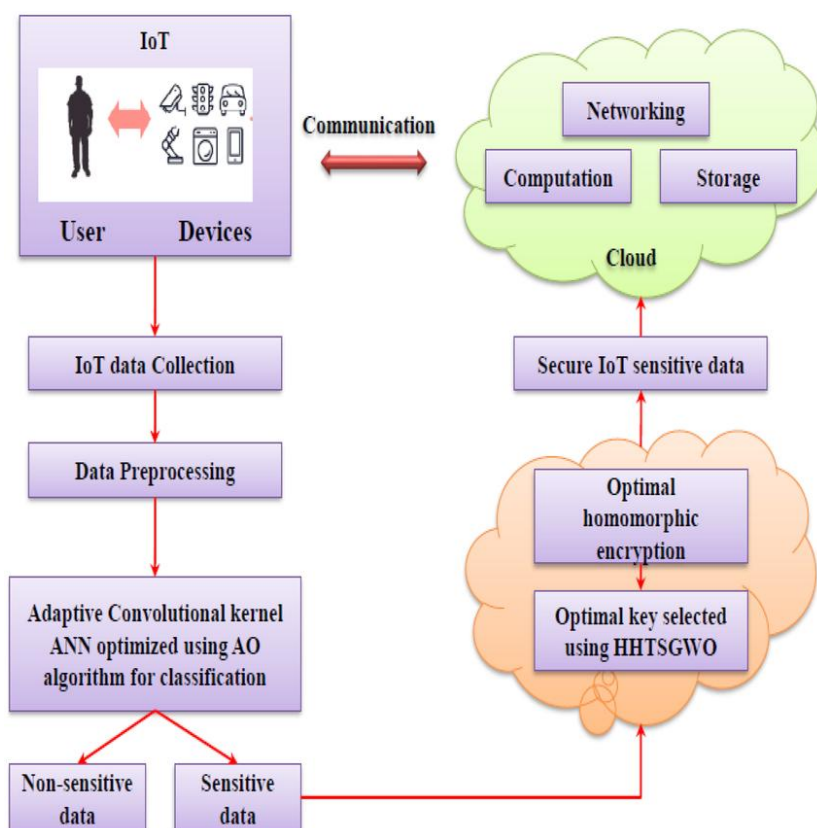 IoT
User
Devices
Communication
Networking
Computation
Storage
Cloud
IoT data Collection
Data Preprocessing
Adaptive Convolutional kernel
ANN optimized using AO
algorithm for classification
Non-sensitive
data
Sensitive
data
Optimal
homomorphic
encryption
Optimal key selected
using HHTSGWO
Secure IoT sensitive data